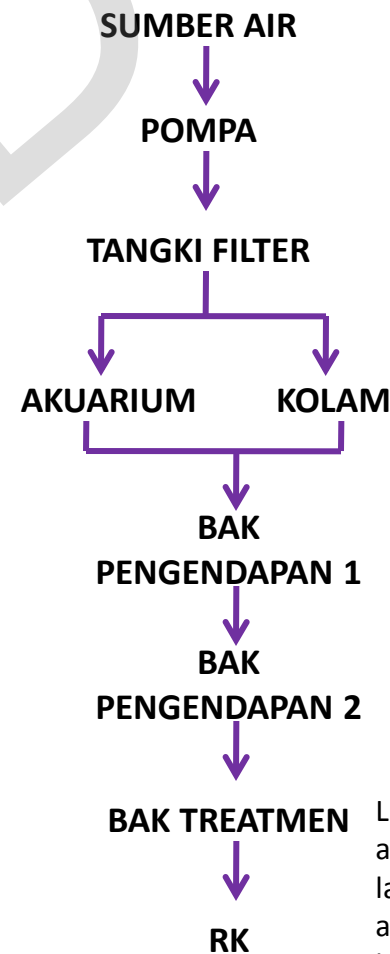 SUMBER AIR
POMPA
TANGKI FILTER
AKUARIUM
KOLAM
BAK
PENGENDAPAN 1
BAK
PENGENDAPAN 2
BAK TREATMEN
RK